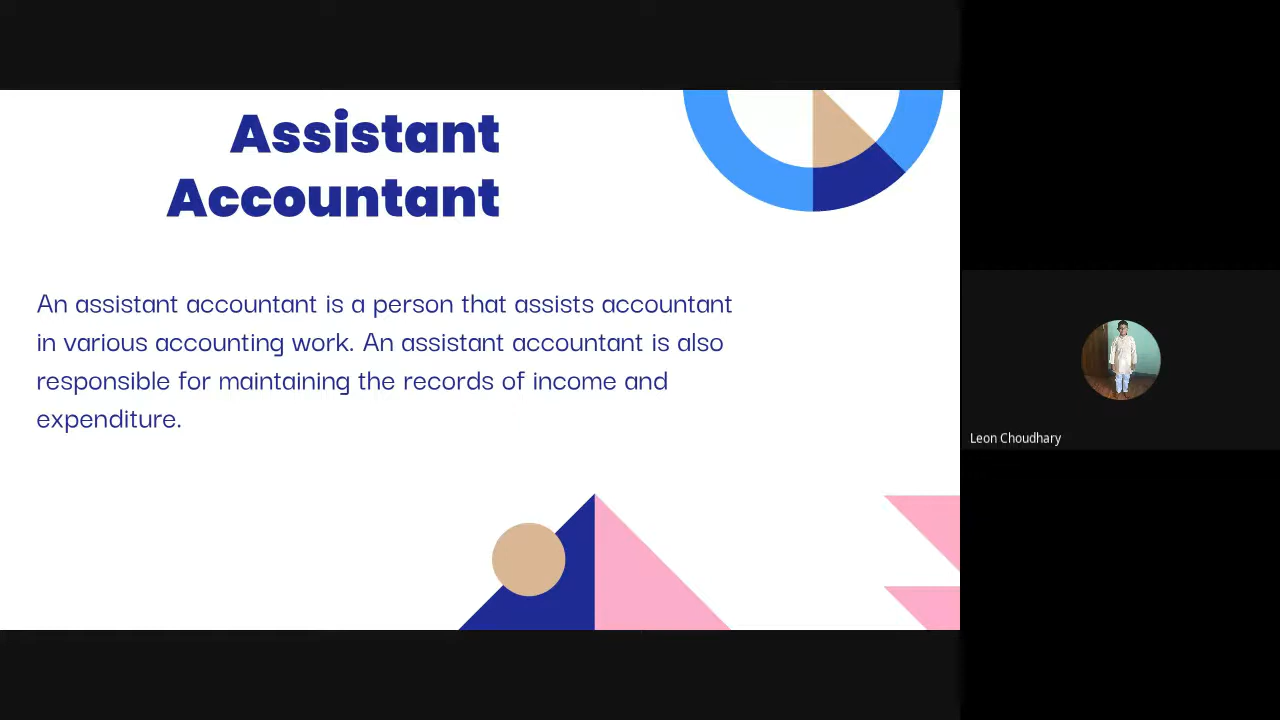 Assistant
Accountant
An assistant accountant is a person that assists accountant
in various accounting work. An assistant accountant is also
responsible for maintaining the records of income and
expenditure.
Leon Choudhary